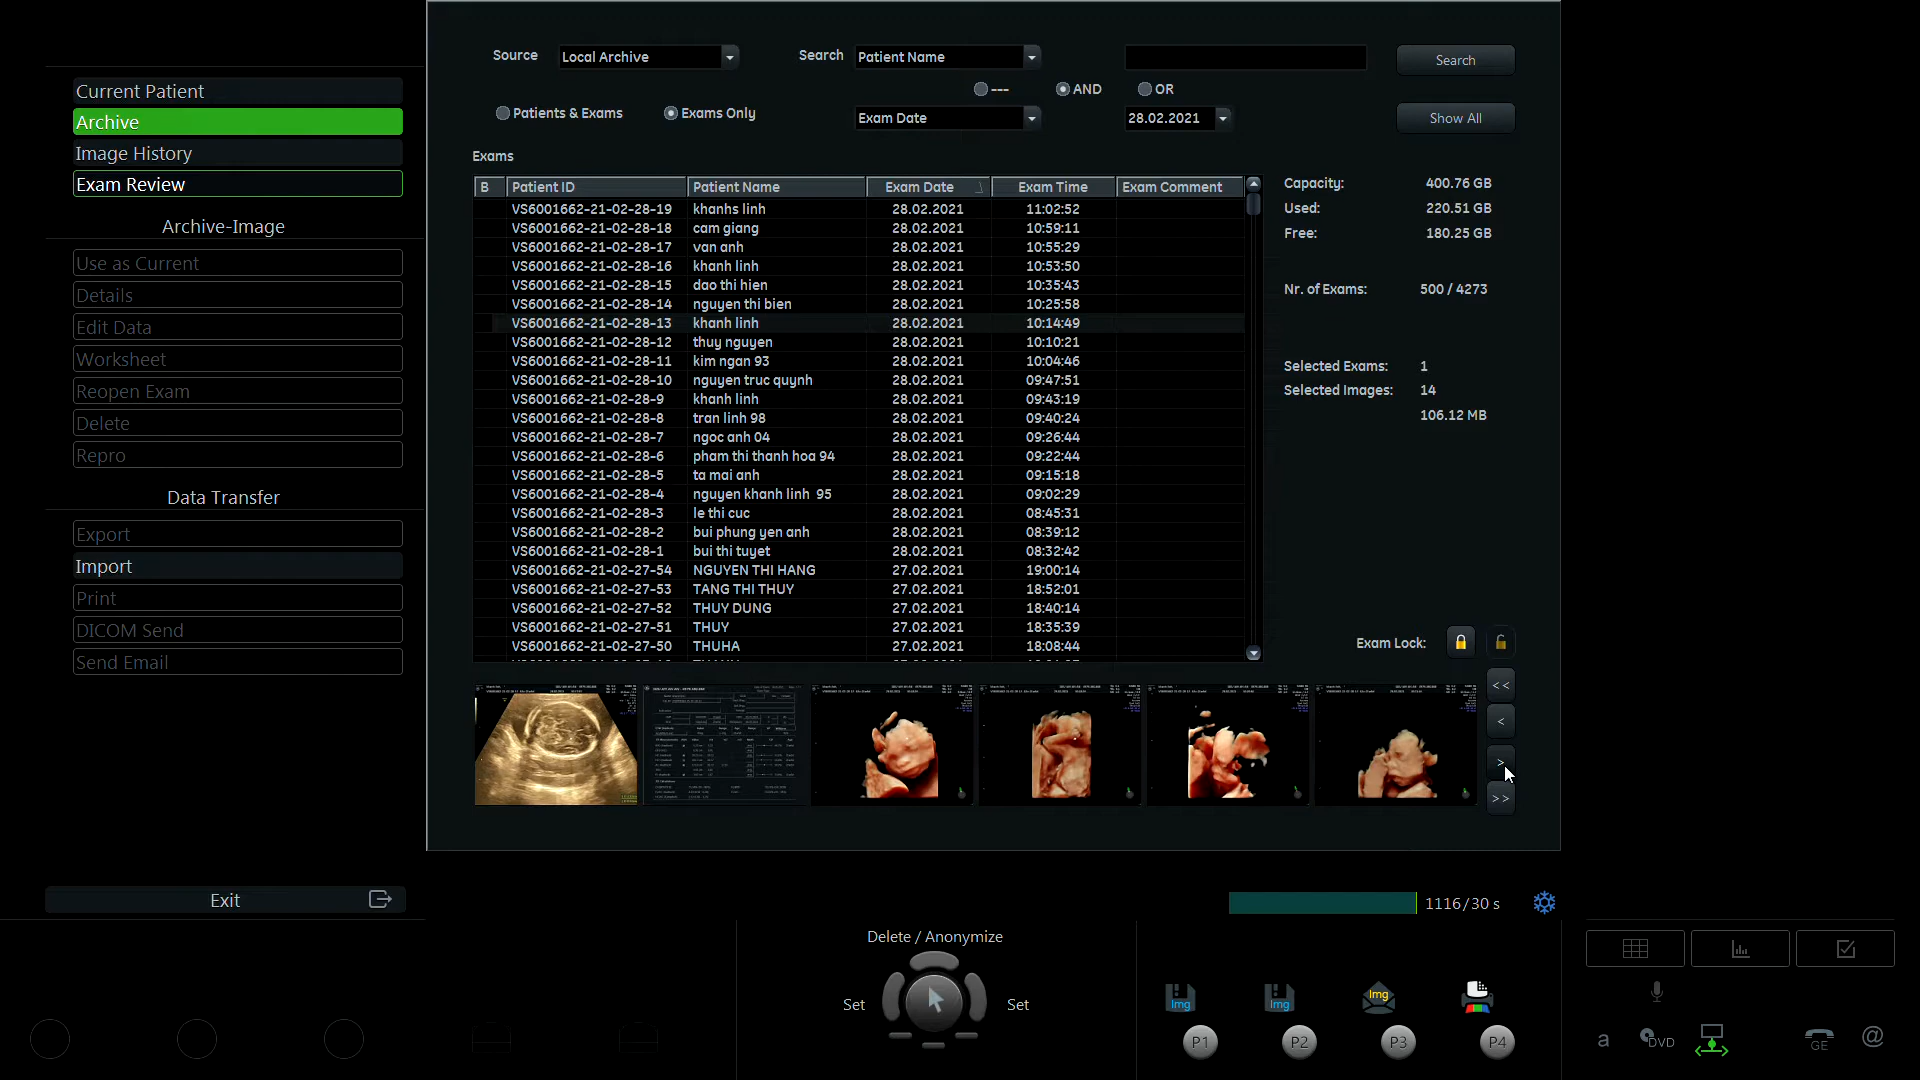 Source Local Archive Search Patient Name Search
--- AND OR
Patients & Exams Exams Only Exam Date 28.02.2021 Show All
Current Patient
Archive
Image History
Exam Review
Archive-Image
Use as Current
Details
Edit Data
Worksheet
Reopen Exam
Delete
Repro
Data Transfer
Export
Import
Print
DICOM Send
Send Email
Exit
Exams
B Patient ID Patient Name Exam Date Exam Time Exam Comment
VS6001662-21-02-28-19 khanhs linh 28.02.2021 11:02:52
VS6001662-21-02-28-18 cam giang 28.02.2021 10:59:11
VS6001662-21-02-28-17 van anh 28.02.2021 10:55:29
VS6001662-21-02-28-16 khanh linh 28.02.2021 10:53:50
VS6001662-21-02-28-15 dao thi hien 28.02.2021 10:35:43
VS6001662-21-02-28-14 nguyen thi bien 28.02.2021 10:25:58
VS6001662-21-02-28-13 khanh linh 28.02.2021 10:14:49
VS6001662-21-02-28-12 thuy nguyen 28.02.2021 10:10:21
VS6001662-21-02-28-11 kim ngan 93 28.02.2021 10:04:46
VS6001662-21-02-28-10 nguyen truc quynh 28.02.2021 09:47:51
VS6001662-21-02-28-9 khanh linh 28.02.2021 09:43:19
VS6001662-21-02-28-8 tran linh 98 28.02.2021 09:40:24
VS6001662-21-02-28-7 ngoc anh 04 28.02.2021 09:26:44
VS6001662-21-02-28-6 pham thi thanh hoa 94 28.02.2021 09:22:44
VS6001662-21-02-28-5 ta mai anh 28.02.2021 09:15:18
VS6001662-21-02-28-4 nguyen khanh linh 95 28.02.2021 09:02:29
VS6001662-21-02-28-3 le thi cuc 28.02.2021 08:45:31
VS6001662-21-02-28-2 bui phung yen anh 28.02.2021 08:39:12
VS6001662-21-02-28-1 bui thi tuyet 28.02.2021 08:32:42
VS6001662-21-02-27-54 NGUYEN THI HANG 27.02.2021 19:00:14
VS6001662-21-02-27-53 TANG THI THUY 27.02.2021 18:52:01
VS6001662-21-02-27-52 THUY DUNG 27.02.2021 18:40:14
VS6001662-21-02-27-51 THUY 27.02.2021 18:35:39
VS6001662-21-02-27-50 THUHA 27.02.2021 18:08:44
Capacity: 400.76 GB
Used: 220.51 GB
Free: 180.25 GB
Nr. of Exams: 500 / 4273
Selected Exams: 1
Selected Images: 14
106.12 MB
Exam Lock:
<<
<
>
>>
1116/30 s
Delete / Anonymize
Set Set
Img Img Img
P1 P2 P3 P4
a DVD GE @